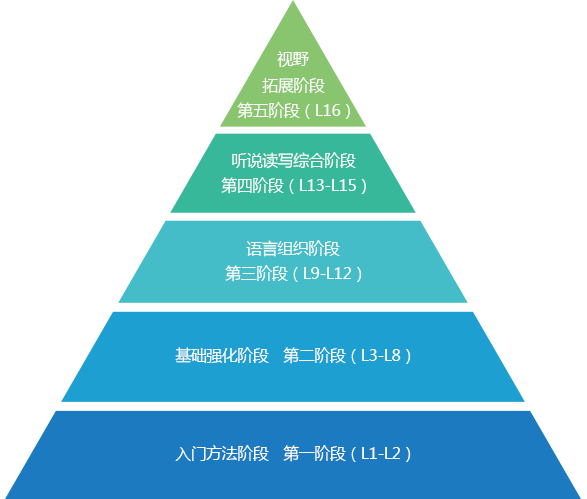 视野
拓展阶段
第五阶段（L16）
听说读写综合阶段
第四阶段（L13-L15）
语言组织阶段
第三阶段（L9-L12）
基础强化阶段 第二阶段（L3-L8）
入门方法阶段 第一阶段（L1-L2）